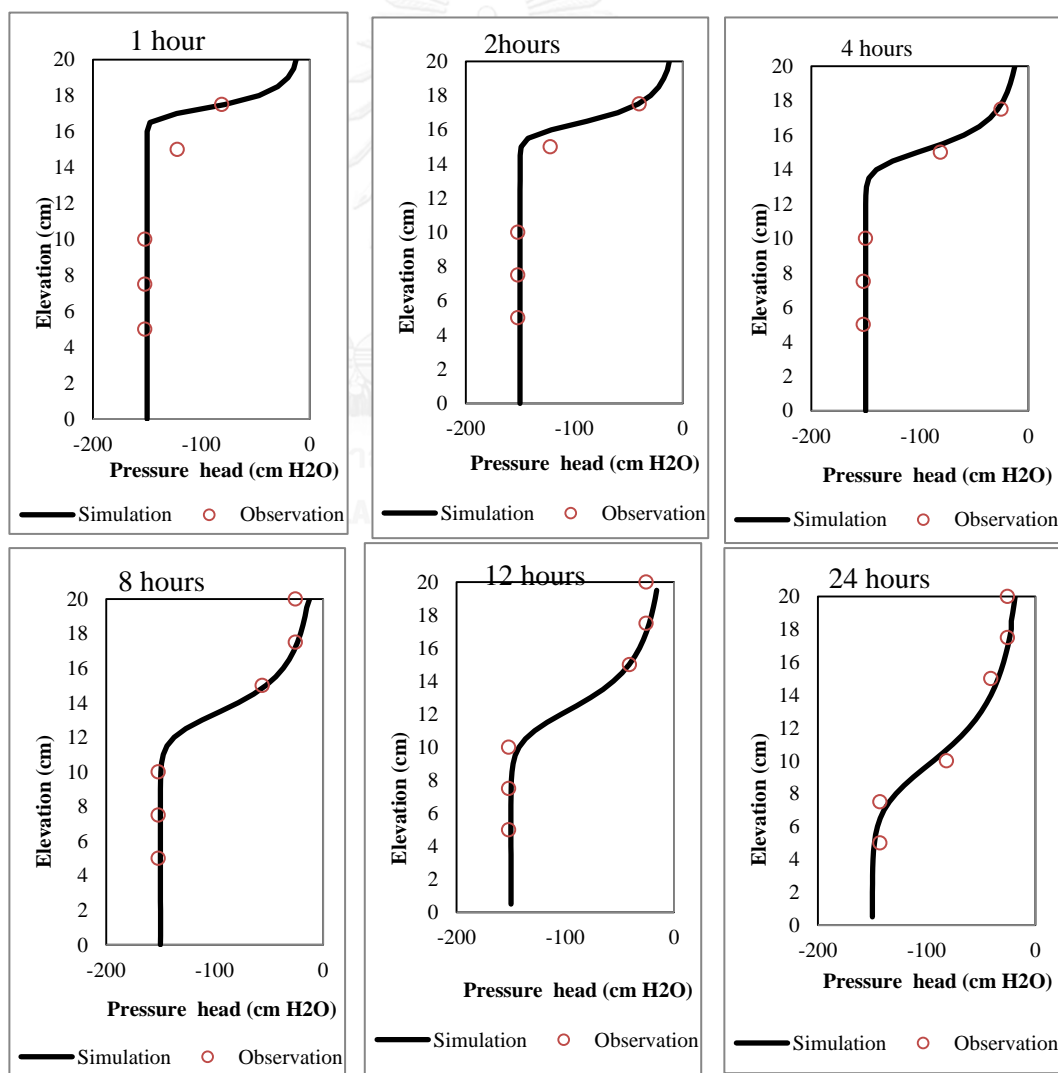 1 hour
20
18
16
14
12
10
8
6
4
2
0
Elevation (cm)
-200 -100 0
Pressure head (cm H2O)
Simulation Observation
2hours
20
18
16
14
12
10
8
6
4
2
0
Elevation (cm)
-200 -100 0
Pressure head (cm H2O)
Simulation Observation
4 hours
20
18
16
14
12
10
8
6
4
2
0
Elevation (cm)
-200 -100 0
Pressure head (cm H2O)
Simulation Observation
8 hours
20
18
16
14
12
10
8
6
4
2
0
Elevation (cm)
-200 -100 0
Pressure head (cm H2O)
Simulation Observation
12 hours
20
18
16
14
12
10
8
6
4
2
0
Elevation (cm)
-200 -100 0
Pressure head (cm H2O)
Simulation Observation
24 hours
20
18
16
14
12
10
8
6
4
2
0
Elevation (cm)
-200 -100 0
Pressure head (cm H2O)
Simulation Observation